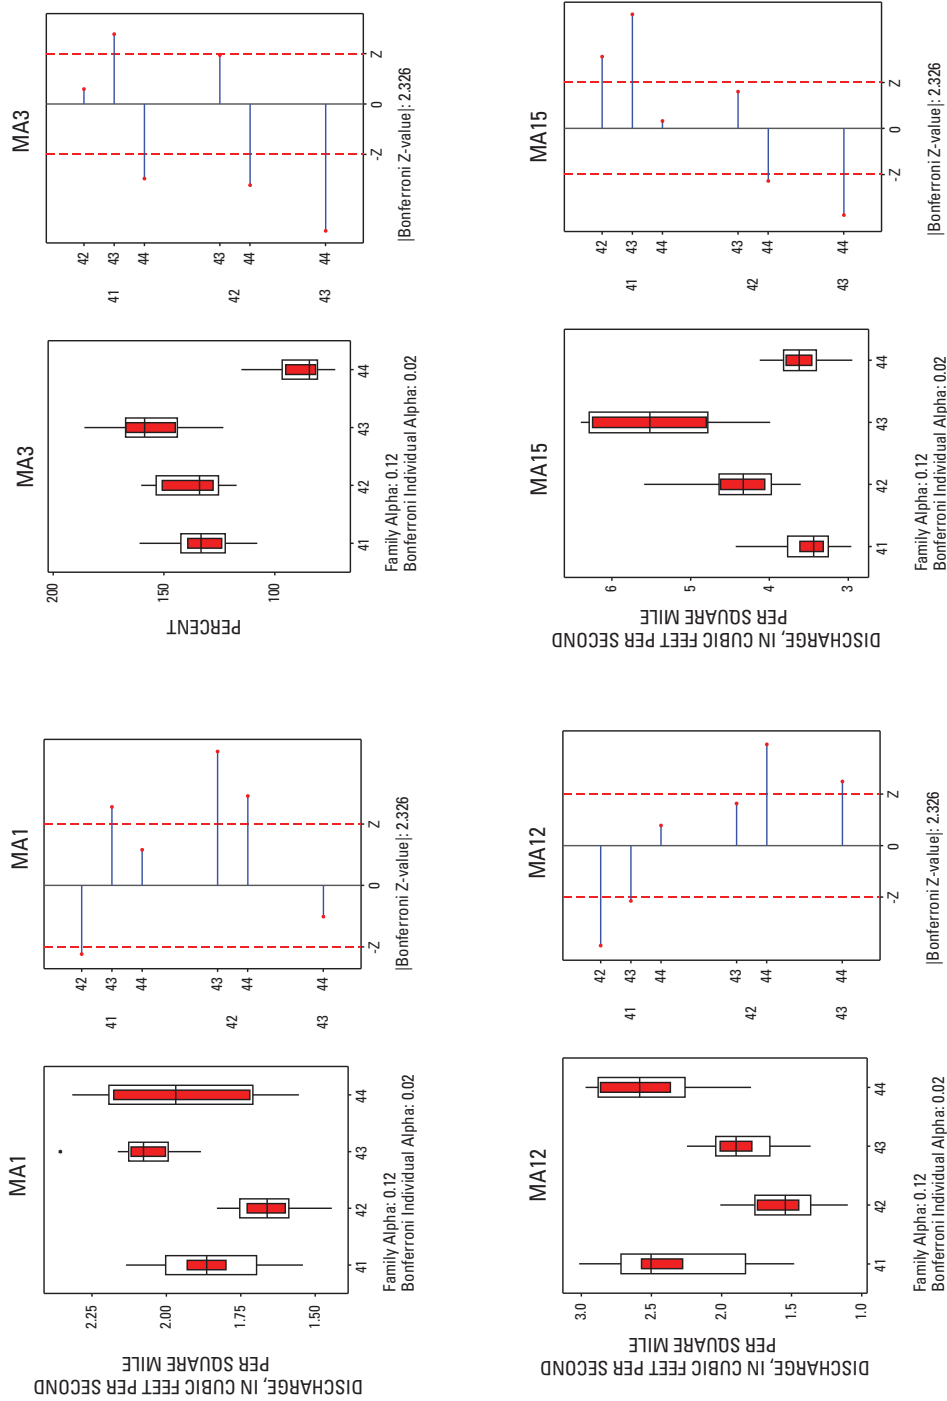 MA1
DISCHARGE, IN CUBIC FEET PER SECOND
PER SQUARE MILE
2.25
2.00
1.75
1.50
41
42
43
44
Family Alpha: 0.12
Bonferroni Individual Alpha: 0.02
MA1
42
43
44
43
44
44
41
42
43
-Z
0
Z
|Bonferroni Z-value|: 2.326
MA3
PERCENT
200
150
100
41
42
43
44
Family Alpha: 0.12
Bonferroni Individual Alpha: 0.02
MA3
42
43
44
43
44
44
41
42
43
-Z
0
Z
|Bonferroni Z-value|: 2.326
MA12
DISCHARGE, IN CUBIC FEET PER SECOND
PER SQUARE MILE
3.0
2.5
2.0
1.5
1.0
41
42
43
44
Family Alpha: 0.12
Bonferroni Individual Alpha: 0.02
MA12
42
43
44
43
44
44
41
42
43
-Z
0
Z
|Bonferroni Z-value|: 2.326
MA15
DISCHARGE, IN CUBIC FEET PER SECOND
PER SQUARE MILE
6
5
4
3
41
42
43
44
Family Alpha: 0.12
Bonferroni Individual Alpha: 0.02
MA15
42
43
44
43
44
44
41
42
43
-Z
0
Z
|Bonferroni Z-value|: 2.326